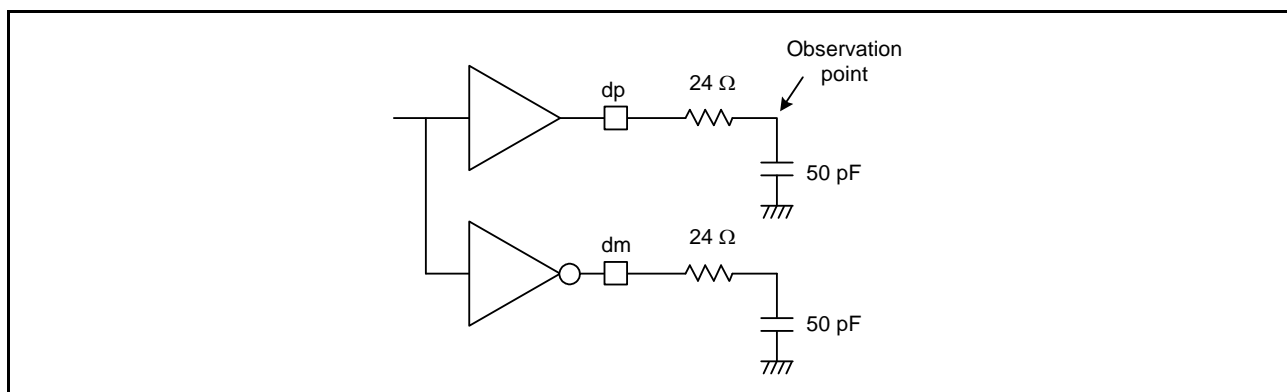 Observation
point
24 Ω
dp
50 pF
24 Ω
dm
50 pF